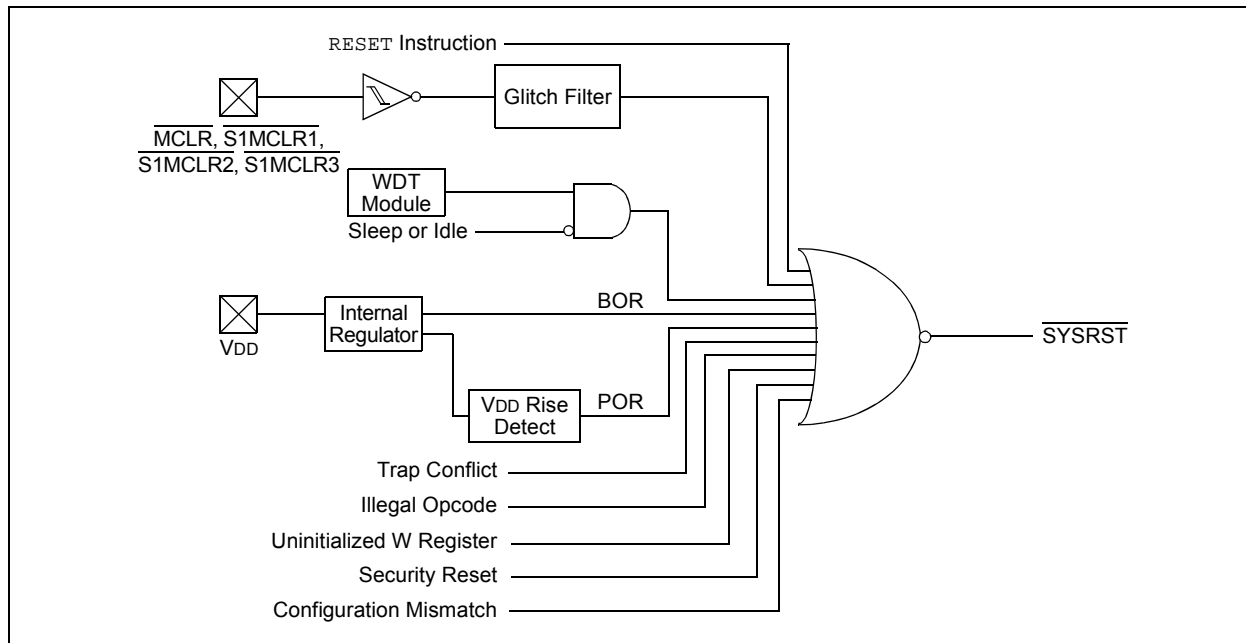 RESET Instruction
Glitch Filter
MCLR, S1MCLR1,
S1MCLR2, S1MCLR3
WDT
Module
Sleep or Idle
BOR
Internal
Regulator
VDD
SYSRST
VDD Rise
Detect
POR
Trap Conflict
Illegal Opcode
Uninitialized W Register
Security Reset
Configuration Mismatch